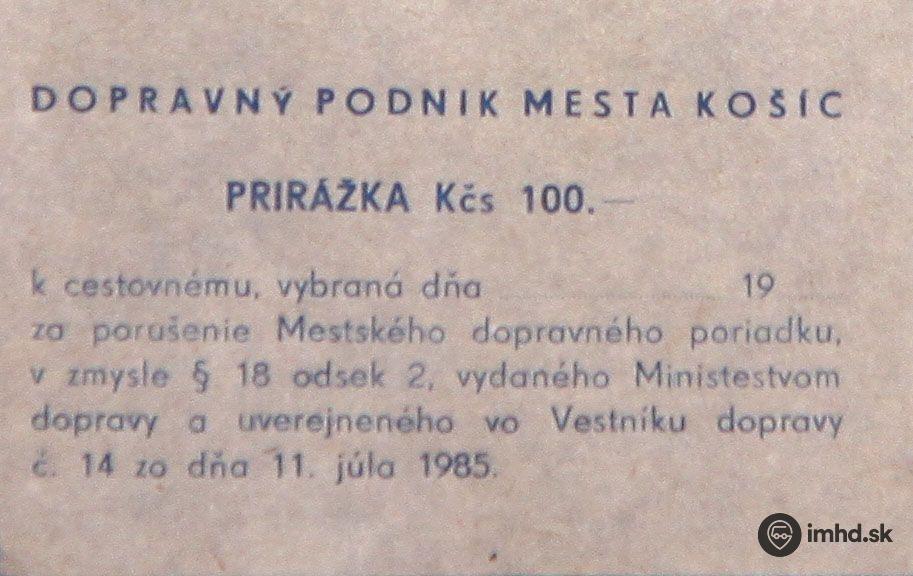 DOPRAVNÝ PODNIK MESTA KOŠÍC
PRIRÁŽKA Kčs 100.—
k cestovnému, vybraná dňa ........................ 19
za porušenie Mestského dopravného poriadku,
v zmysle § 18 odsek 2, vydaného Ministestvom
dopravy a uverejneného vo Vestníku dopravy
č. 14 zo dňa 11. júla 1985.
imhd.sk